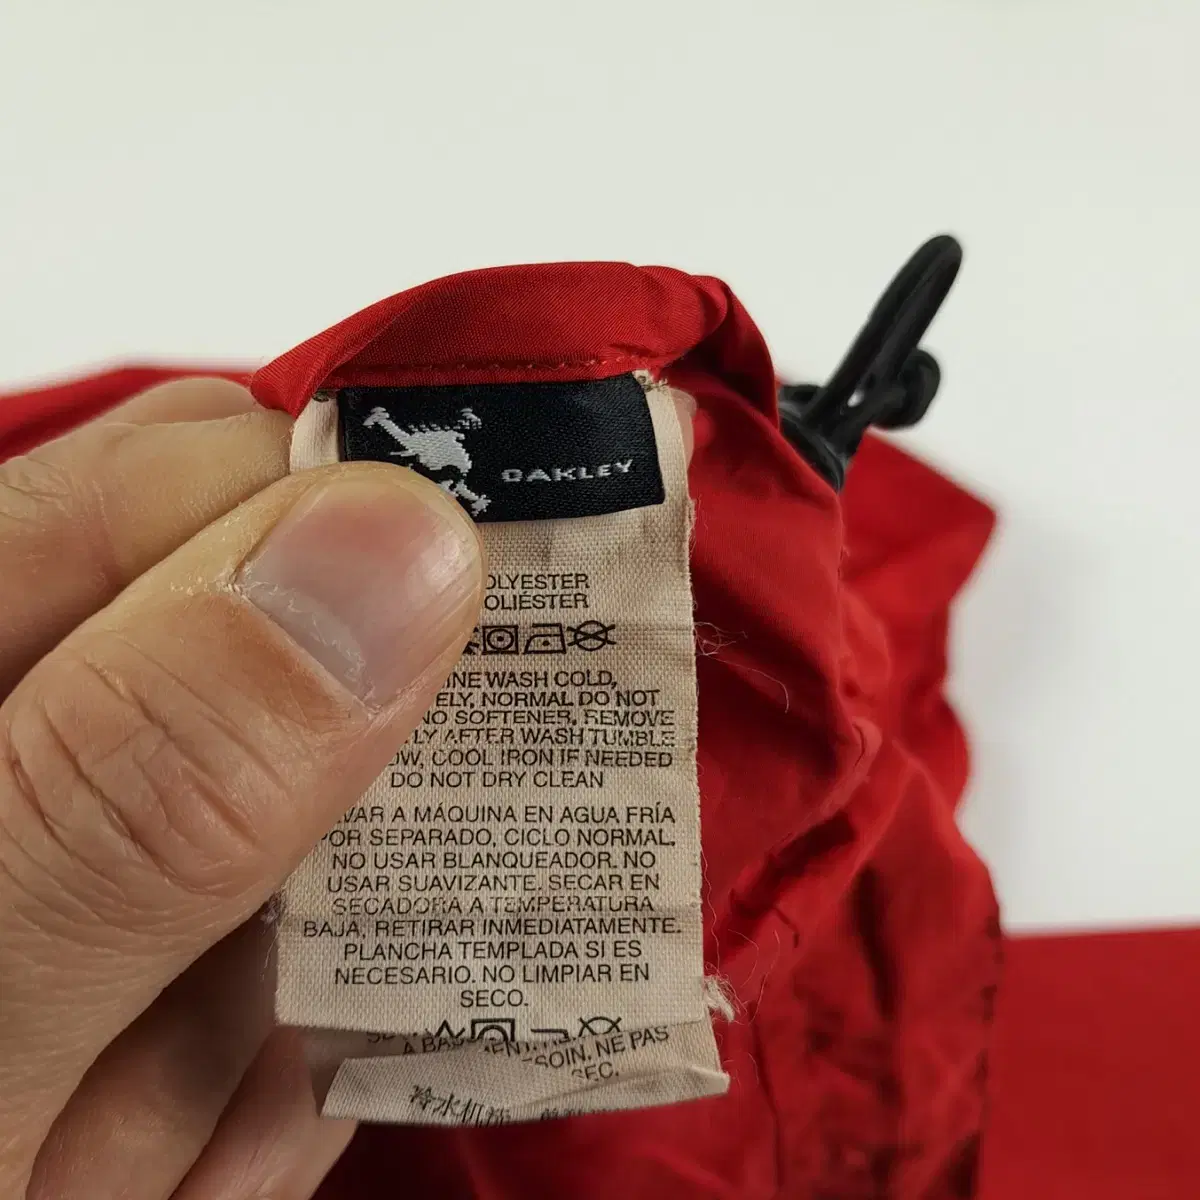 OAKLEY
OLYESTER
OLIÉSTER
INE WASH COLD,
ELY, NORMAL DO NOT
NO SOFTENER, REMOVE
LY AFTER WASH TUMBLE
OW, COOL IRON IF NEEDED
DO NOT DRY CLEAN
VAR A MÁQUINA EN AGUA FRÍA
POR SEPARADO, CICLO NORMAL.
NO USAR BLANQUEADOR. NO
USAR SUAVIZANTE. SECAR EN
SECADORA A TEMPERATURA
BAJA, RETIRAR INMEDIATAMENTE.
PLANCHA TEMPLADA SI ES
NECESARIO. NO LIMPIAR EN
SECO.
SOIN. NE PAS
SEC.
冷水机